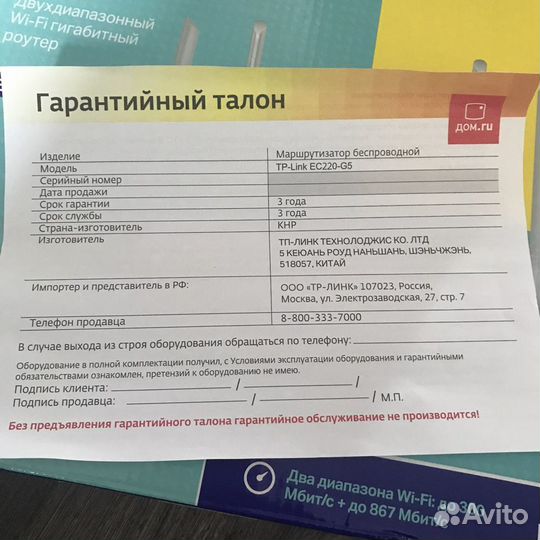 Двухдиапазонный
Wi-Fi гигабитный
роутер
Гарантийный талон
ДОМ.ru
Изделие Маршрутизатор беспроводной
Модель TP-Link EC220-G5
Серийный номер
Дата продажи
Срок гарантии 3 года
Срок службы 3 года
Страна-изготовитель КНР
Изготовитель ТП-ЛИНК ТЕХНОЛОДЖИС КО. ЛТД
5 КЕЮАНЬ РОУД НАНЬШАНЬ, ШЭНЬЧЖЭНЬ,
518057, КИТАЙ
Импортер и представитель в РФ: ООО «ТР-ЛИНК» 107023, Россия,
Москва, ул. Электрозаводская, 27, стр. 7
Телефон продавца 8-800-333-7000
В случае выхода из строя оборудования обращаться по телефону:
Оборудование в полной комплектации получил, с Условиями эксплуатации оборудования и гарантийными
обязательствами ознакомлен, претензий к оборудованию не имею.
Подпись клиента: / /
Подпись продавца: / / М.П.
Без предъявления гарантийного талона гарантийное обслуживание не производится!
Два диапазона Wi-Fi: до 300
Мбит/с + до 867 Мбит/с
Avito